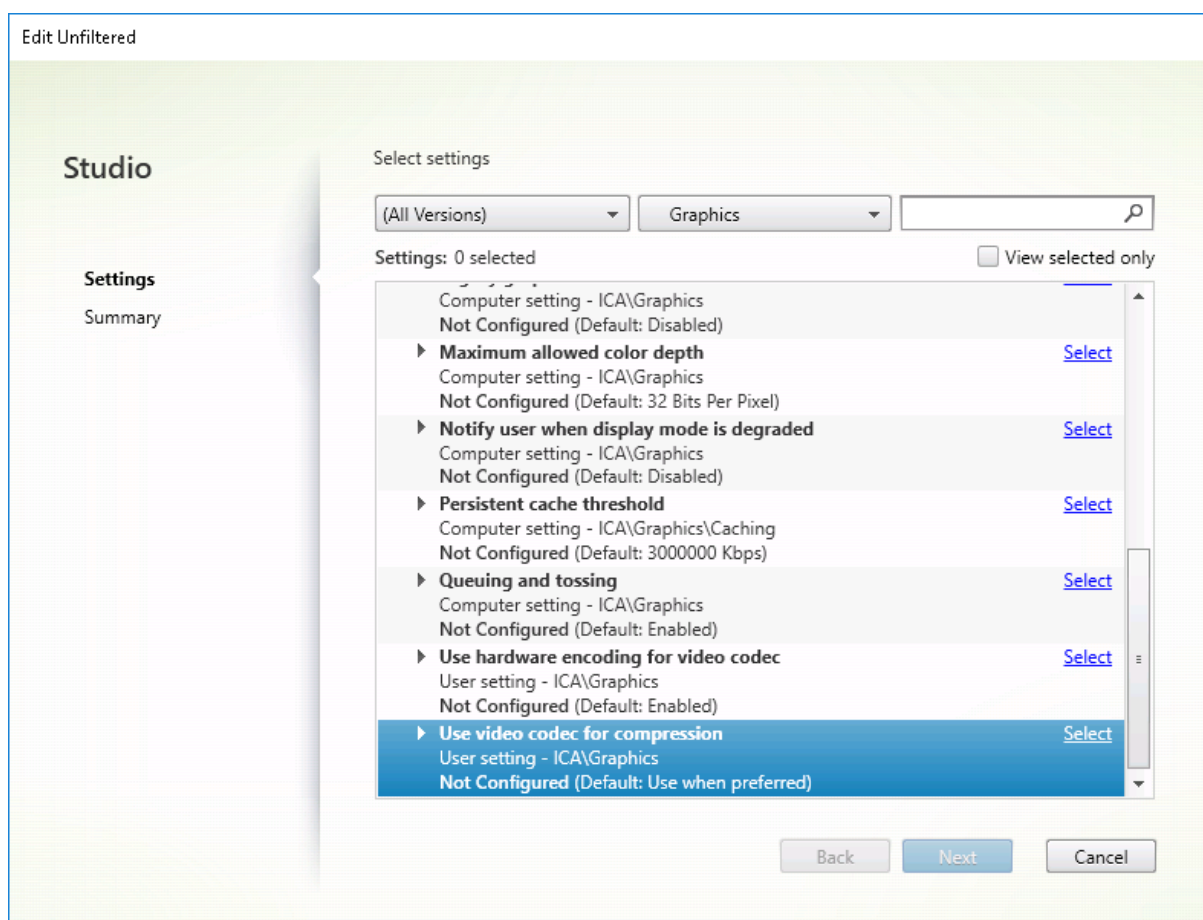 Edit Unfiltered
Studio
Settings
Summary
Select settings
(All Versions)
Graphics
Settings: 0 selected
View selected only
Computer setting - ICA\Graphics
Not Configured (Default: Disabled)
Maximum allowed color depth Select
Computer setting - ICA\Graphics
Not Configured (Default: 32 Bits Per Pixel)
Notify user when display mode is degraded Select
Computer setting - ICA\Graphics
Not Configured (Default: Disabled)
Persistent cache threshold Select
Computer setting - ICA\Graphics\Caching
Not Configured (Default: 3000000 Kbps)
Queuing and tossing Select
Computer setting - ICA\Graphics
Not Configured (Default: Enabled)
Use hardware encoding for video codec Select
User setting - ICA\Graphics
Not Configured (Default: Enabled)
Use video codec for compression Select
User setting - ICA\Graphics
Not Configured (Default: Use when preferred)
Back
Next
Cancel